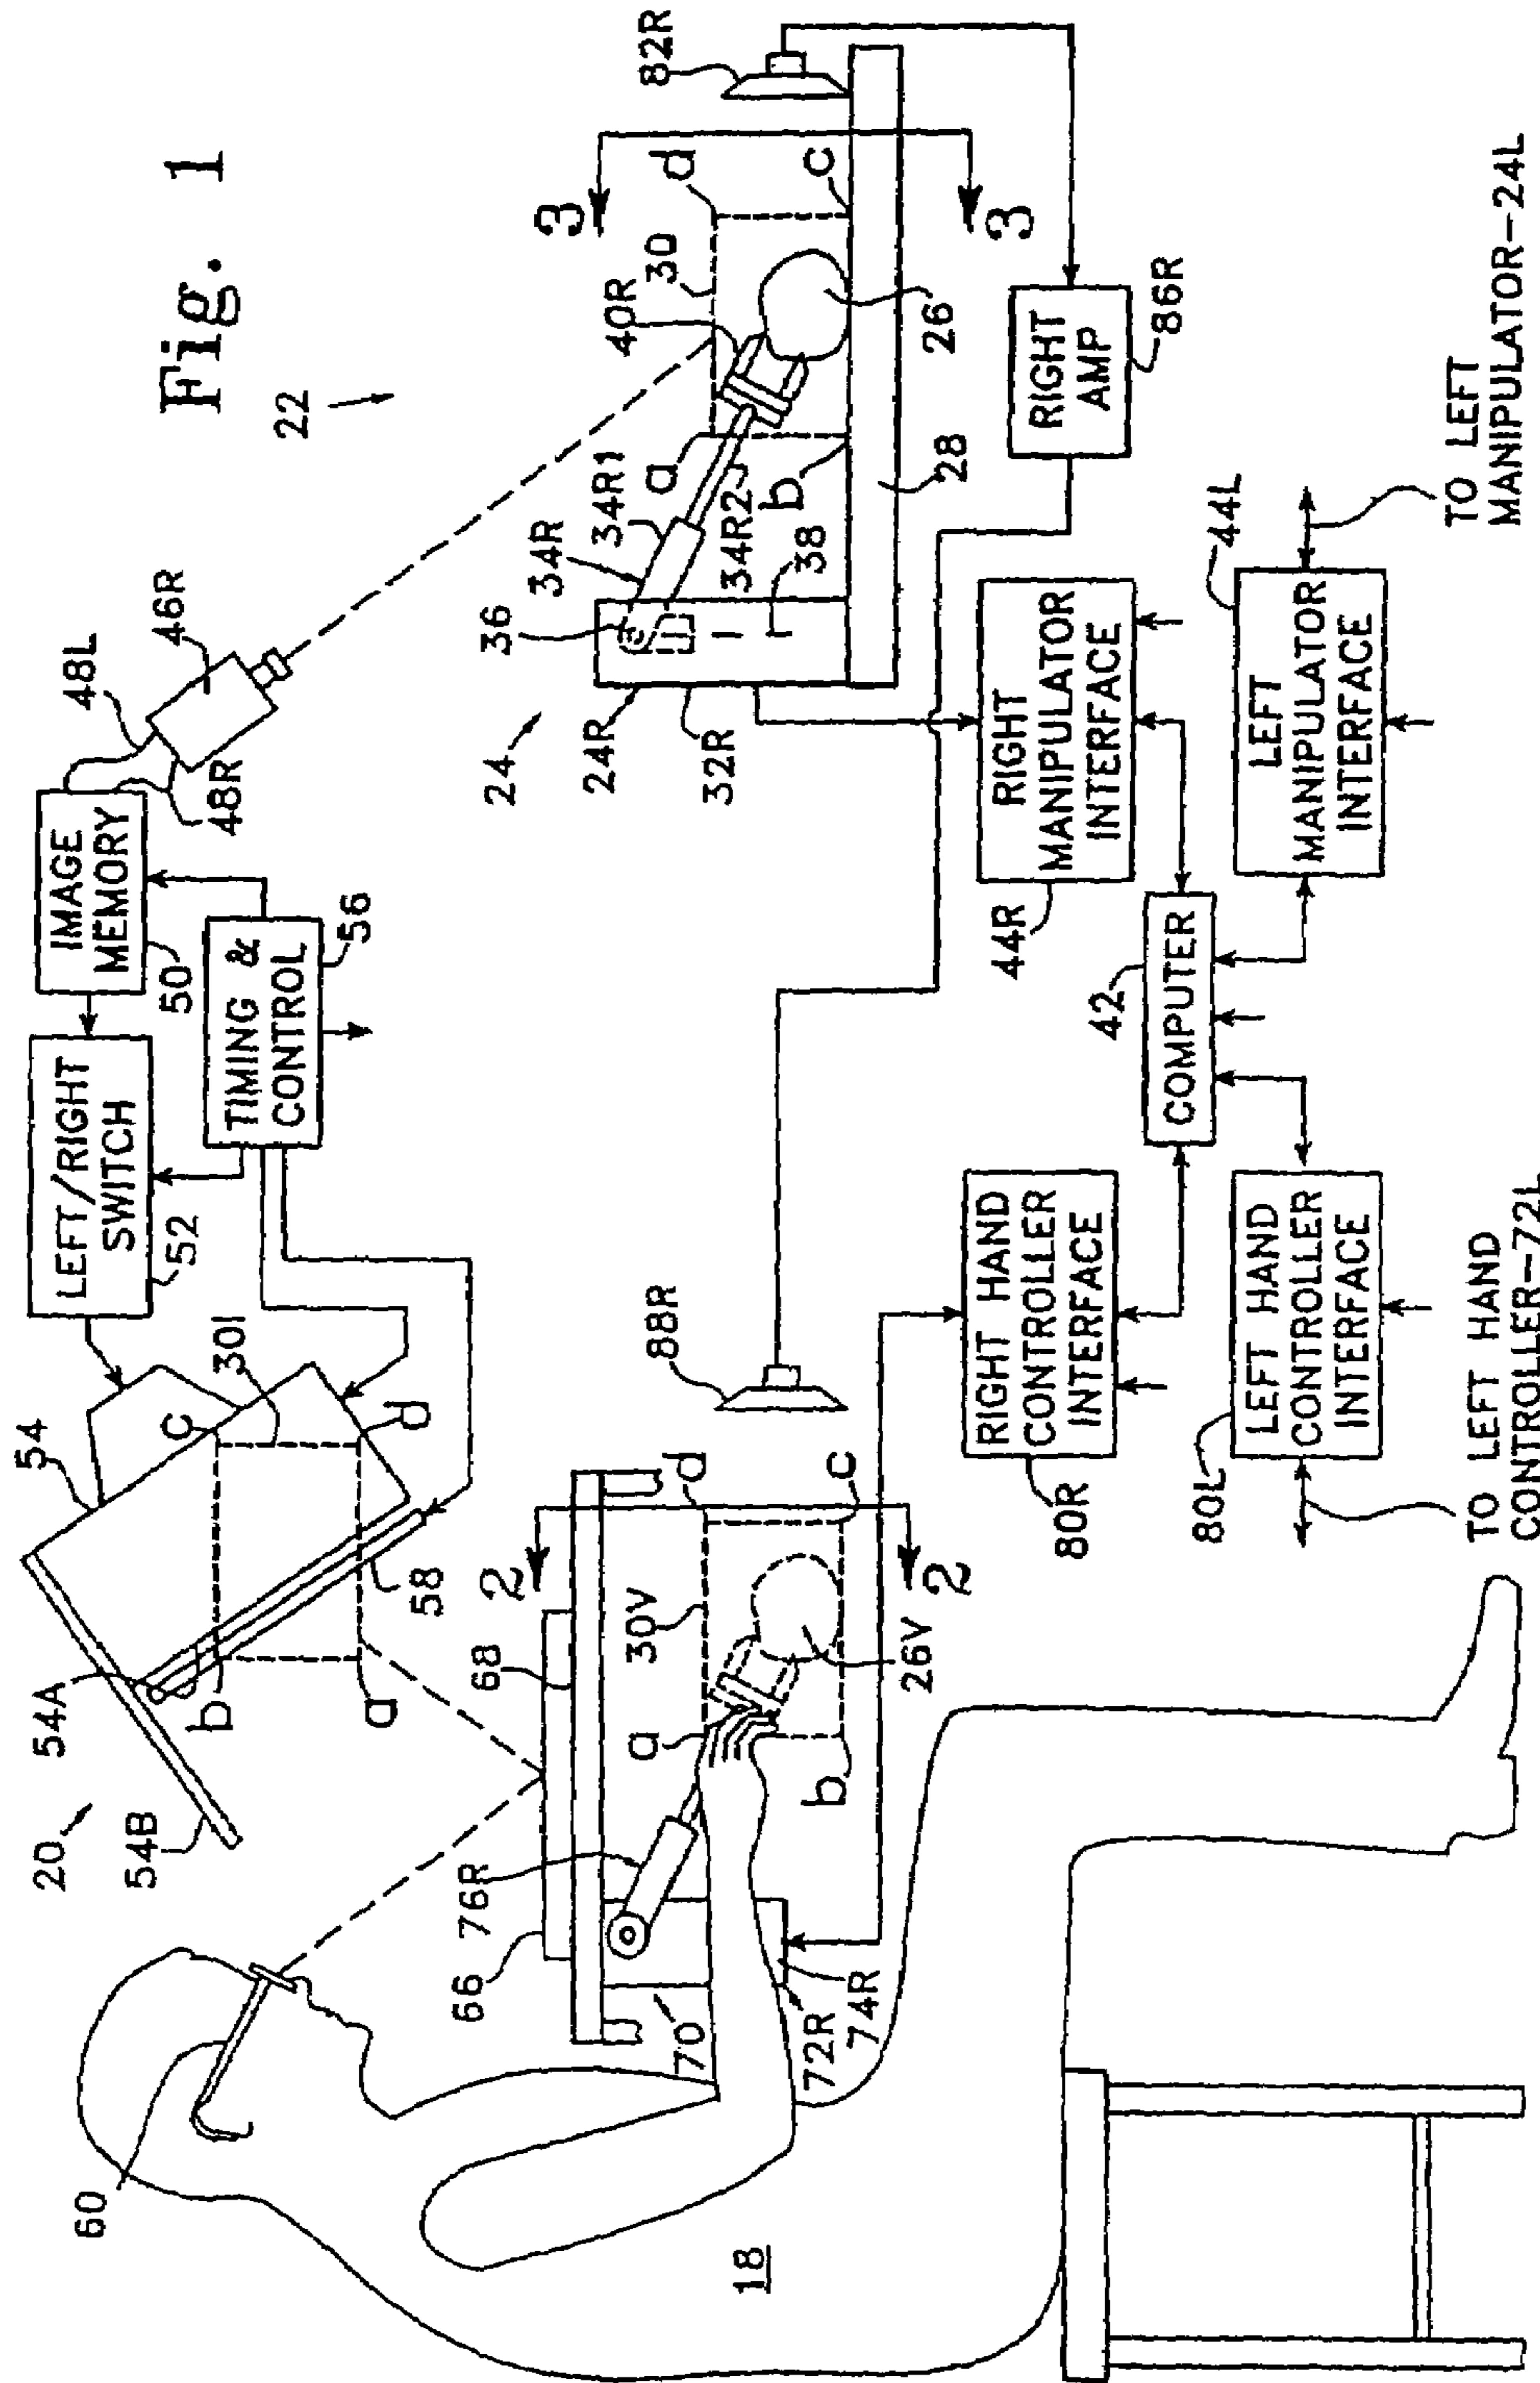 Fig. 1
22
20
54B
54A
54
301
c
d
b
a
58
LEFT/RIGHT
SWITCH
52
IMAGE
MEMORY
50
TIMING &
CONTROL
56
48L
48R
46R
60
18
66
68
76R
70
72R
74R
30V
26V
a
b
c
d
2
2
88R
24
24R
32R
36
34R
34R1
34R2
38
a
b
c
d
40R
30
26
28
3
3
82R
RIGHT
AMP
86R
RIGHT
MANIPULATOR
INTERFACE
44R
42
COMPUTER
LEFT
MANIPULATOR
INTERFACE
44L
TO LEFT
MANIPULATOR-24L
RIGHT HAND
CONTROLLER
INTERFACE
80R
LEFT HAND
CONTROLLER
INTERFACE
80L
TO LEFT HAND
CONTROLLER-72L